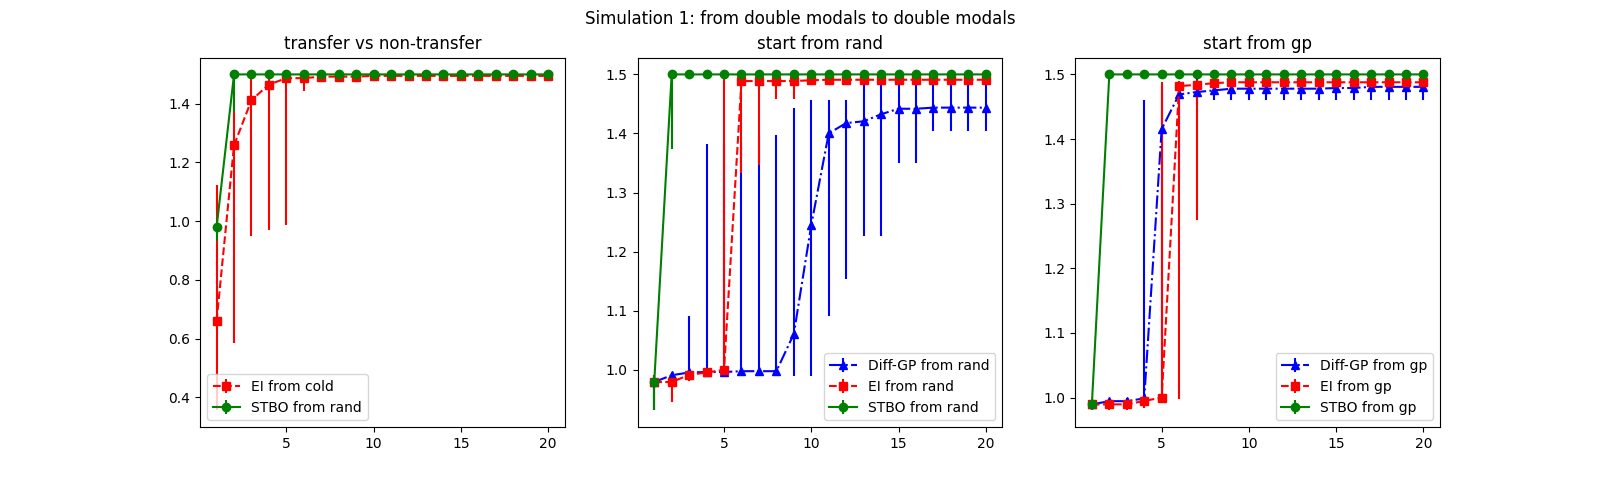 Simulation 1: from double modals to double modals
transfer vs non-transfer
1.4
1.2
1.0
0.8
0.6
0.4
5
10
15
20
EI from cold
STBO from rand
start from rand
1.5
1.4
1.3
1.2
1.1
1.0
5
10
15
20
Diff-GP from rand
EI from rand
STBO from rand
start from gp
1.5
1.4
1.3
1.2
1.1
1.0
5
10
15
20
Diff-GP from gp
EI from gp
STBO from gp